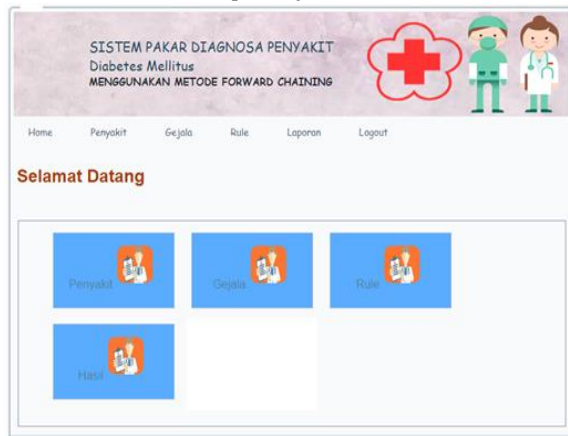 SISTEM PAKAR DIAGNOSA PENYAKIT
Diabetes Mellitus
MENGGUNAKAN METODE FORWARD CHAINING
Home Penyakit Gejala Rule Laporan Logout
Selamat Datang
Penyakit Gejala Rule
Hasil